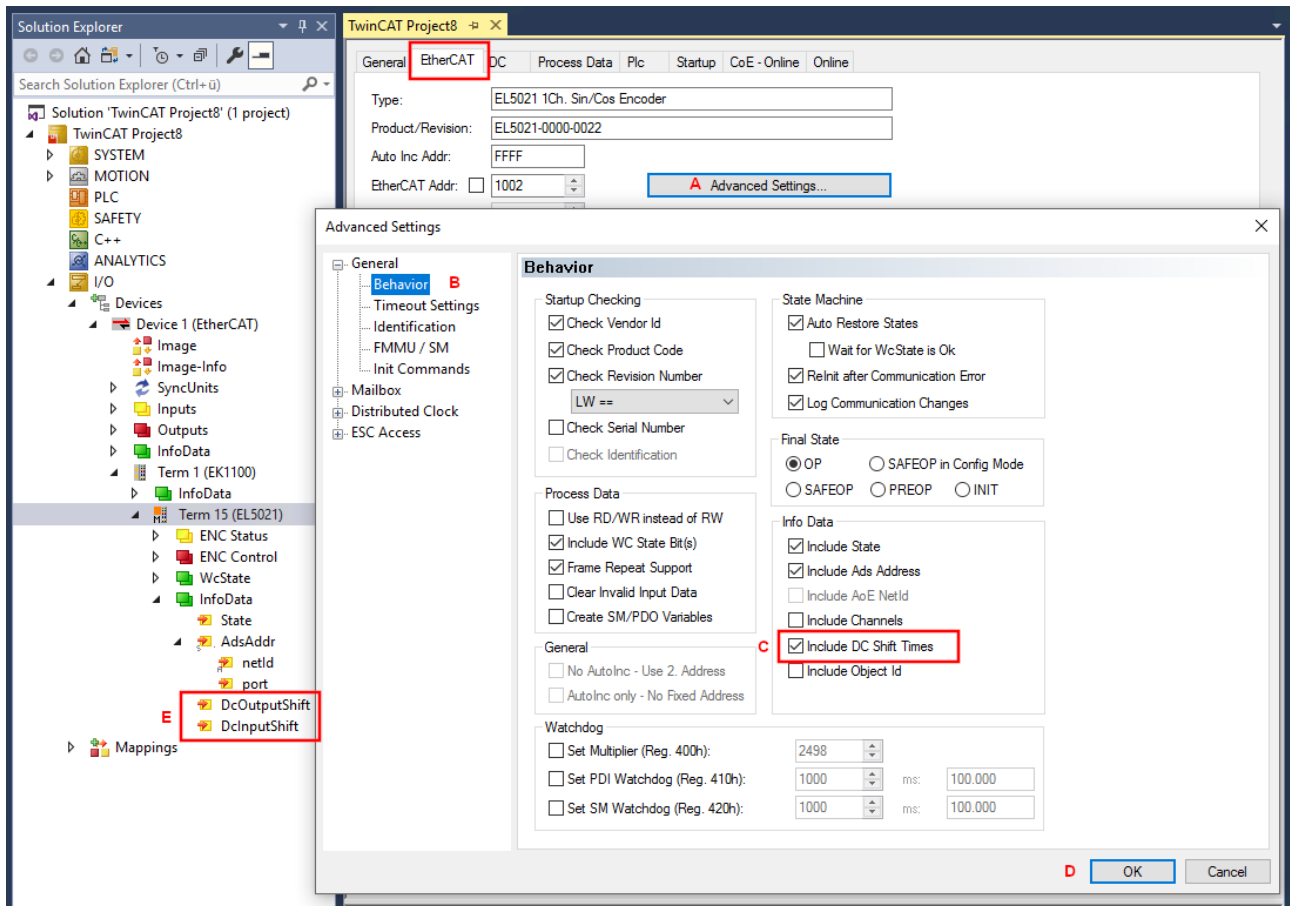 Solution Explorer
Search Solution Explorer (Ctrl+ü)
Solution 'TwinCAT Project8' (1 project)
TwinCAT Project8
SYSTEM
MOTION
PLC
SAFETY
C++
ANALYTICS
I/O
Devices
Device 1 (EtherCAT)
Image
Image-Info
SyncUnits
Inputs
Outputs
InfoData
Term 1 (EK1100)
InfoData
Term 15 (EL5021)
ENC Status
ENC Control
WcState
InfoData
State
AdsAddr
netId
port
DcOutputShift
E
DcInputShift
Mappings
TwinCAT Project8
General EtherCAT DC Process Data Plc Startup CoE - Online Online
Type: EL5021 1Ch. Sin/Cos Encoder
Product/Revision: EL5021-0000-0022
Auto Inc Addr: FFFF
EtherCAT Addr: 1002 A Advanced Settings...
Advanced Settings
General
Behavior B
Timeout Settings
Identification
FMMU / SM
Init Commands
Mailbox
Distributed Clock
ESC Access
Behavior
Startup Checking
Check Vendor Id
Check Product Code
Check Revision Number
LW ==
Check Serial Number
Check Identification
Process Data
Use RD/WR instead of RW
Include WC State Bit(s)
Frame Repeat Support
Clear Invalid Input Data
Create SM/PDO Variables
General
No AutoInc - Use 2. Address
AutoInc only - No Fixed Address
State Machine
Auto Restore States
Wait for WcState is Ok
ReInit after Communication Error
Log Communication Changes
Final State
OP SAFEOP in Config Mode
SAFEOP PREOP INIT
Info Data
Include State
Include Ads Address
Include AoE NetId
Include Channels
C Include DC Shift Times
Include Object Id
Watchdog
Set Multiplier (Reg. 400h): 2498
Set PDI Watchdog (Reg. 410h): 1000 ms: 100.000
Set SM Watchdog (Reg. 420h): 1000 ms: 100.000
D OK Cancel